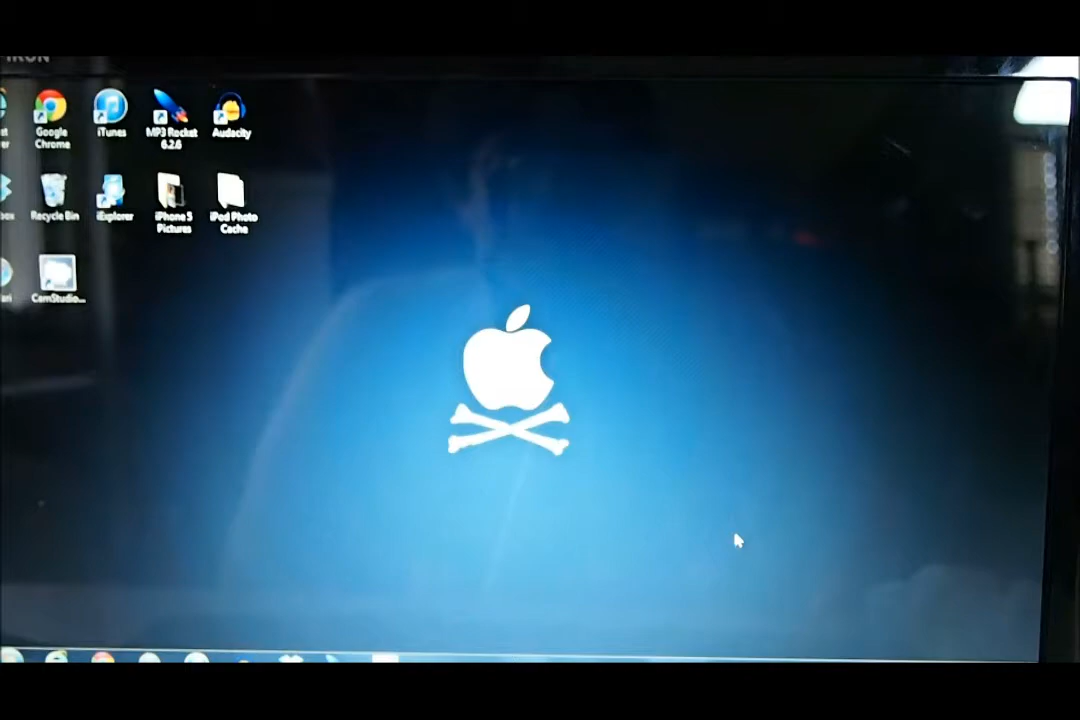 Google
Chrome
iTunes
MP3 Rocket
6.2.6
Audacity
Recycle Bin
iExplorer
iPhone 5
Pictures
iPod Photo
Cache
CamStudio...